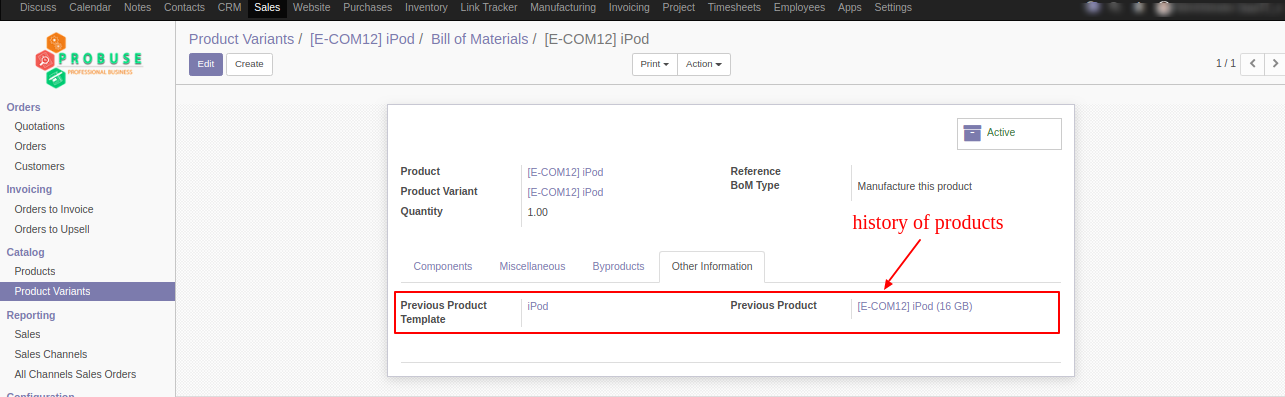 Discuss Calendar Notes Contacts CRM Sales Website Purchases Inventory Link Tracker Manufacturing Invoicing Project Timesheets Employees Apps Settings
PROBUSE
PROFESSIONAL BUSINESS
Product Variants / [E-COM12] iPod / Bill of Materials / [E-COM12] iPod
Edit Create Print Action 1 / 1
Orders
Quotations
Orders
Customers
Invoicing
Orders to Invoice
Orders to Upsell
Catalog
Products
Product Variants
Reporting
Sales
Sales Channels
All Channels Sales Orders
Configuration
Active
Product [E-COM12] iPod
Product Variant [E-COM12] iPod
Quantity 1.00
Reference
BoM Type Manufacture this product
history of products
Components Miscellaneous Byproducts Other Information
Previous Product Template iPod
Previous Product [E-COM12] iPod (16 GB)